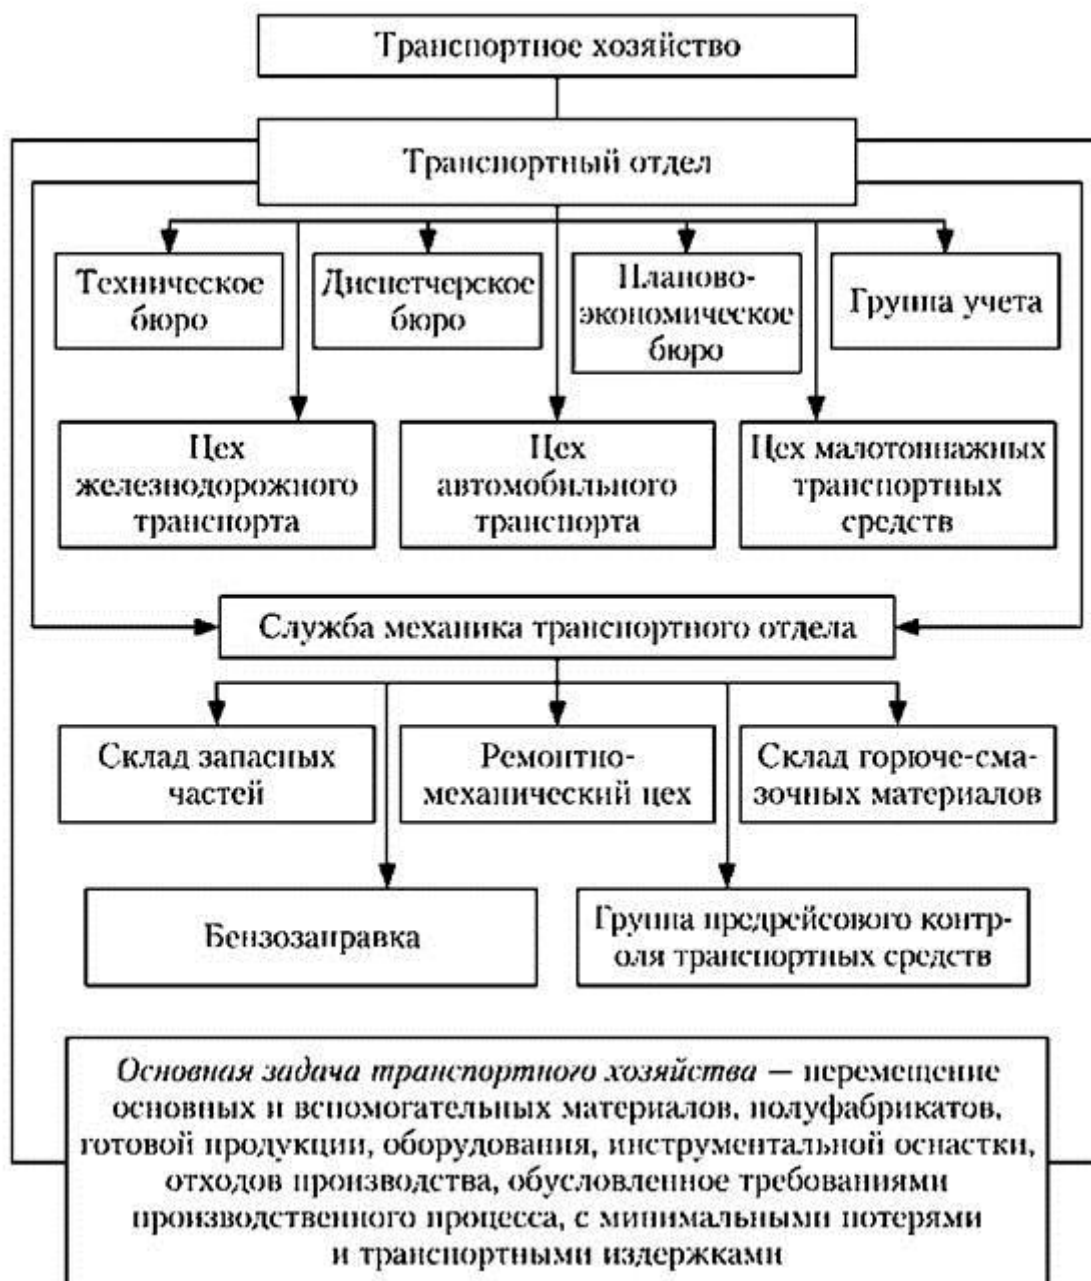 Транспортное хозяйство
Транспортный отдел
Техническое
бюро
Диспетчерское
бюро
Планово-
экономическое
бюро
Группа учета
Цех
железнодорожного
транспорта
Цех
автомобильного
транспорта
Цех малотоннажных
транспортных
средств
Служба механика транспортного отдела
Склад запасных
частей
Ремонтно-
механический цех
Склад горюче-сма-
зочных материалов
Бензозаправка
Группа предрейсового контр-
оля транспортных средств
Основная задача транспортного хозяйства — перемещение
основных и вспомогательных материалов, полуфабрикатов,
готовой продукции, оборудования, инструментальной оснастки,
отходов производства, обусловленное требованиями
производственного процесса, с минимальными потерями
и транспортными издержками